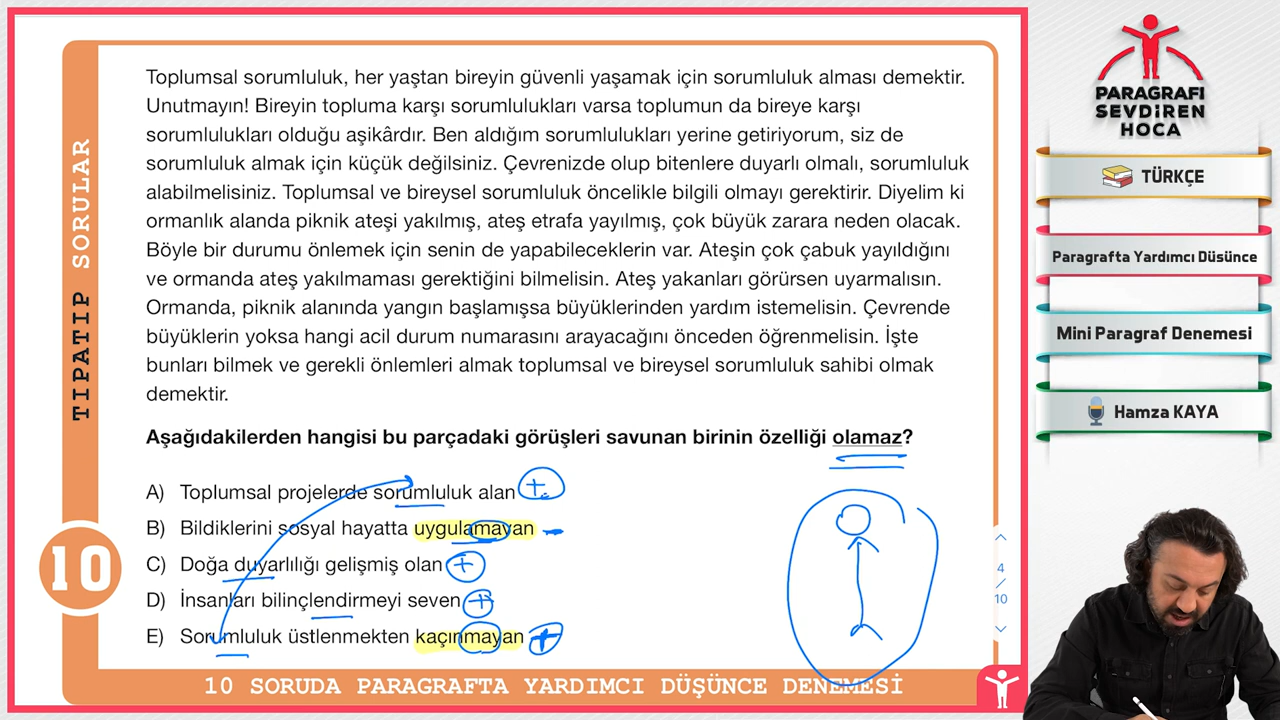 TIPATIP SORULAR
10
Toplumsal sorumluluk, her yaştan bireyin güvenli yaşamak için sorumluluk alması demektir.
Unutmayın! Bireyin topluma karşı sorumlulukları varsa toplumun da bireye karşı
sorumlulukları olduğu aşikârdır. Ben aldığım sorumlulukları yerine getiriyorum, siz de
sorumluluk almak için küçük değilsiniz. Çevrenizde olup bitenlere duyarlı olmalı, sorumluluk
alabilmelisiniz. Toplumsal ve bireysel sorumluluk öncelikle bilgili olmayı gerektirir. Diyelim ki
ormanlık alanda piknik ateşi yakılmış, ateş etrafa yayılmış, çok büyük zarara neden olacak.
Böyle bir durumu önlemek için senin de yapabileceklerin var. Ateşin çok çabuk yayıldığını
ve ormanda ateş yakılmaması gerektiğini bilmelisin. Ateş yakanları görürsen uyarmalısın.
Ormanda, piknik alanında yangın başlamışsa büyüklerinden yardım istemelisin. Çevrende
büyüklerin yoksa hangi acil durum numarasını arayacağını önceden öğrenmelisin. İşte
bunları bilmek ve gerekli önlemleri almak toplumsal ve bireysel sorumluluk sahibi olmak
demektir.
Aşağıdakilerden hangisi bu parçadaki görüşleri savunan birinin özelliği olamaz?
A) Toplumsal projelerde sorumluluk alan +
B) Bildiklerini sosyal hayatta uygulamayan -
C) Doğa duyarlılığı gelişmiş olan +
D) İnsanları bilinçlendirmeyi seven +
E) Sorumluluk üstlenmekten kaçınmayan +
10 SORUDA PARAGRAFTA YARDIMCI DÜŞÜNCE DENEMESİ
4
/
10
PARAGRAFI
SEVDİREN
HOCA
TÜRKÇE
Paragrafta Yardımcı Düşünce
Mini Paragraf Denemesi
Hamza KAYA